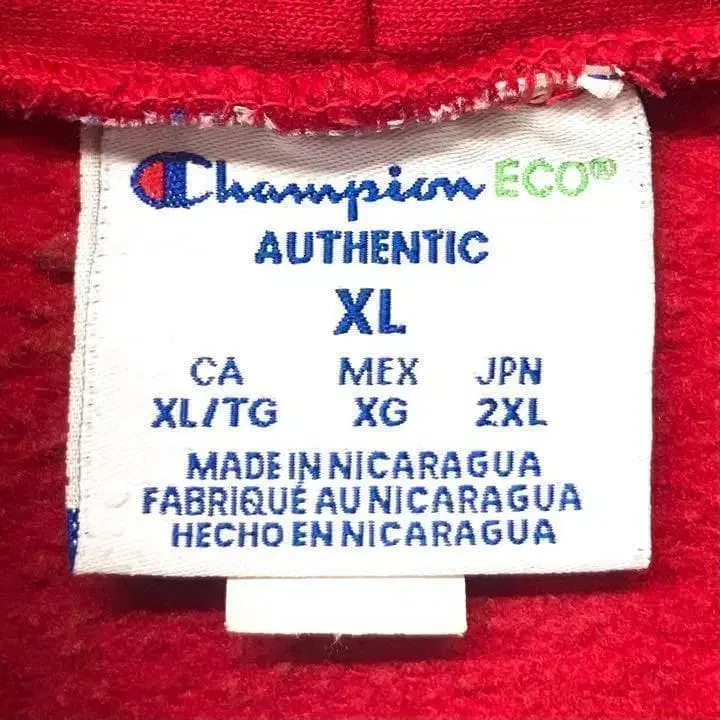 Champion ECO®
AUTHENTIC
XL
CA MEX JPN
XL/TG XG 2XL
MADE IN NICARAGUA
FABRIQUÉ AU NICARAGUA
HECHO EN NICARAGUA